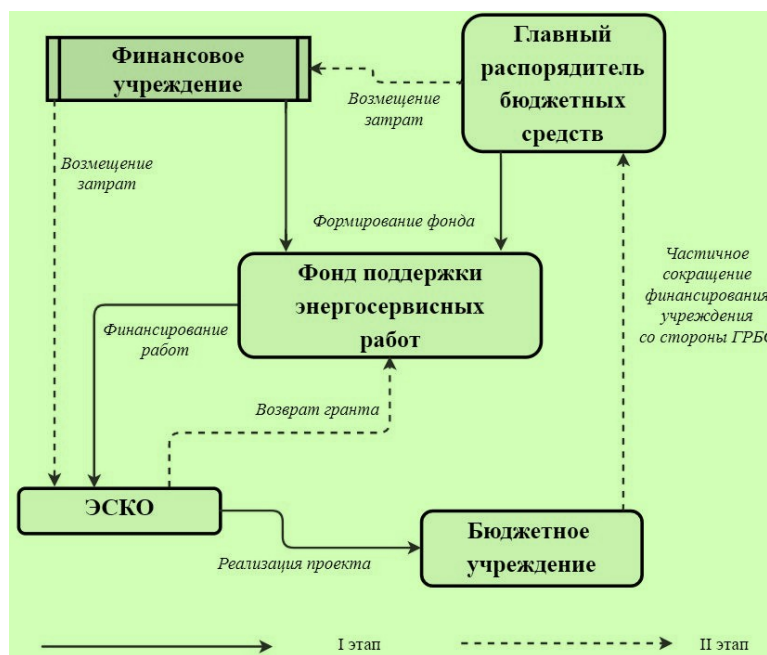 Финансовое
учреждение
Главный
распорядитель
бюджетных
средств
Возмещение
затрат
Возмещение
затрат
Формирование фонда
Фонд поддержки
энергосервисных
работ
Частичное
сокращение
финансирования
учреждения
со стороны ГРБС
Финансирование
работ
Возврат гранта
ЭСКО
Бюджетное
учреждение
Реализация проекта
I этап
II этап